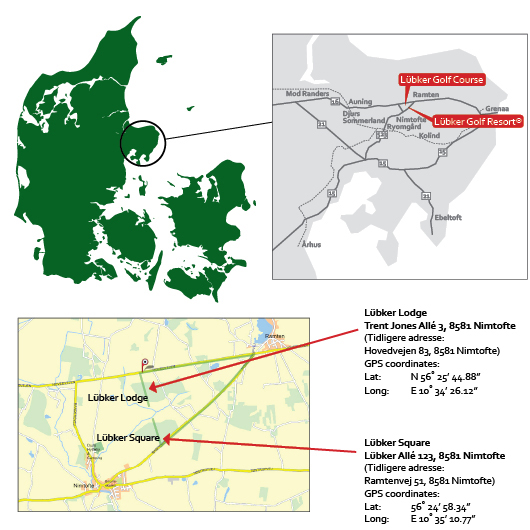 Lübker Golf Course
Mod Randers
Ramten
16
Auning
Grenaa
Djurs
Sommerland
Nimtofte
Lübker Golf Resort®
Ryomgård
Kolind
21
15
15
21
Ebeltoft
Århus
Ramten
Lübker Lodge
Lübker Square
Nimtofte
Lübker Lodge
Trent Jones Allé 3, 8581 Nimtofte
(Tidligere adresse:
Hovedvejen 83, 8581 Nimtofte)
GPS coordinates:
Lat: N 56° 25′ 44.88″
Long: E 10° 34′ 26.12″
Lübker Square
Lübker Allé 123, 8581 Nimtofte
(Tidligere adresse:
Ramtenvej 51, 8581 Nimtofte)
GPS coordinates:
Lat: 56° 24′ 58.34″
Long: E 10° 35′ 10.77″